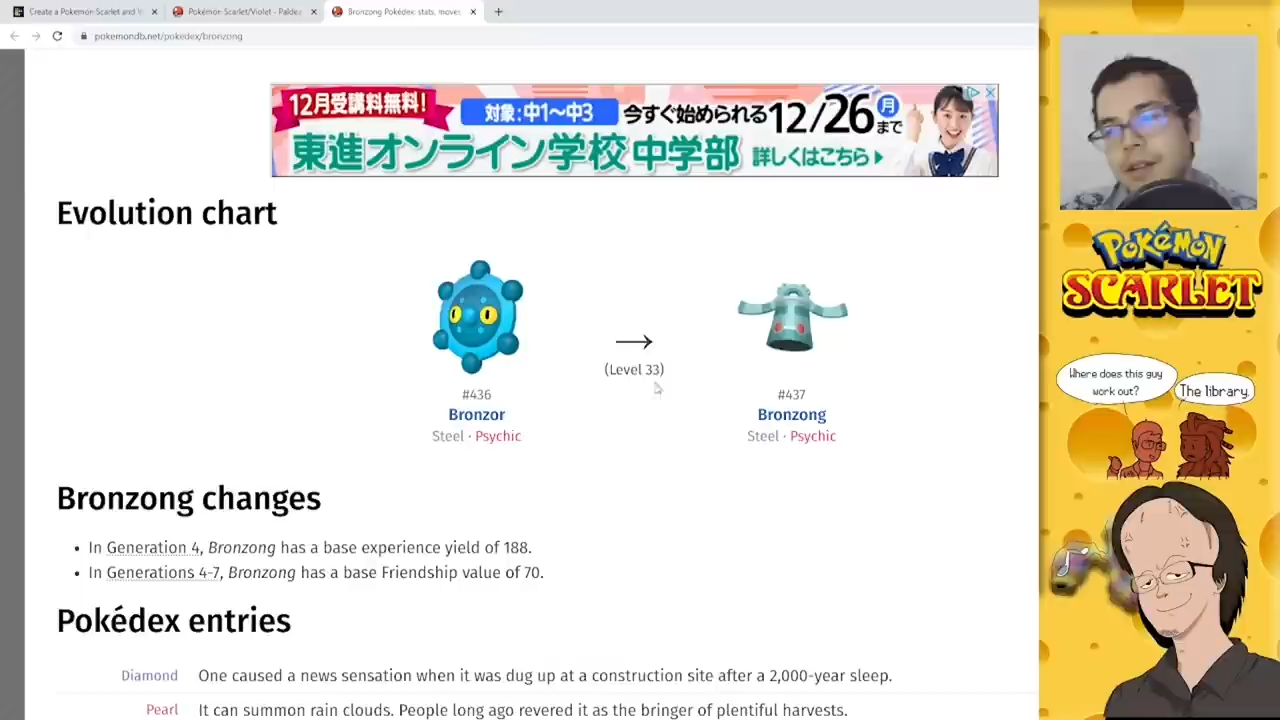 Create a Pokemon Scarlet and V
Pokémon Scarlet/Violet - Palde
Bronzong Pokédex: stats, moves
pokemondb.net/pokedex/bronzong
12月受講料無料!
対象:中1〜中3
今すぐ始められる12/26月まで
東進オンライン学校 中学部
詳しくはこちら
Evolution chart
(Level 33)
#436
Bronzor
Steel · Psychic
#437
Bronzong
Steel · Psychic
Bronzong changes
• In Generation 4, Bronzong has a base experience yield of 188.
• In Generations 4-7, Bronzong has a base Friendship value of 70.
Pokédex entries
Diamond One caused a news sensation when it was dug up at a construction site after a 2,000-year sleep.
Pearl It can summon rain clouds. People long ago revered it as the bringer of plentiful harvests.
POKéMON
SCARLET
Where does this guy
work out?
The library.